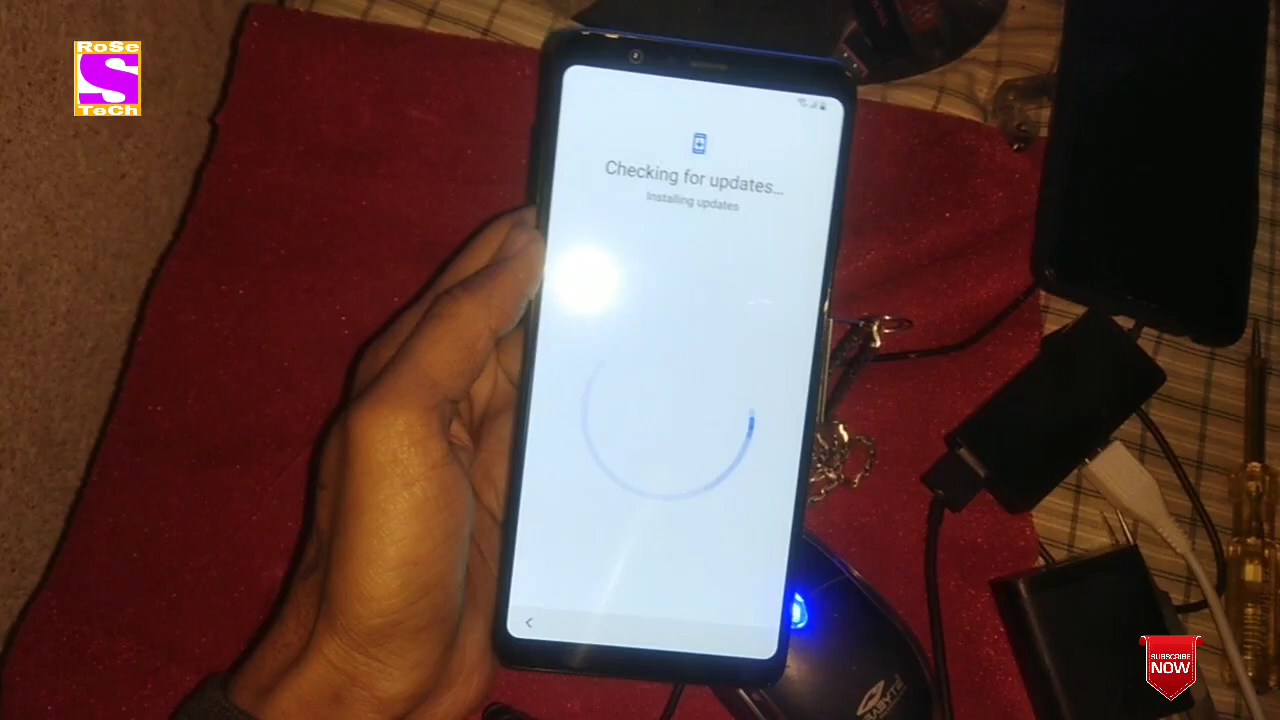 RoSe
S
TeCh
Checking for updates...
Installing updates
SUBSCRIBE
NOW